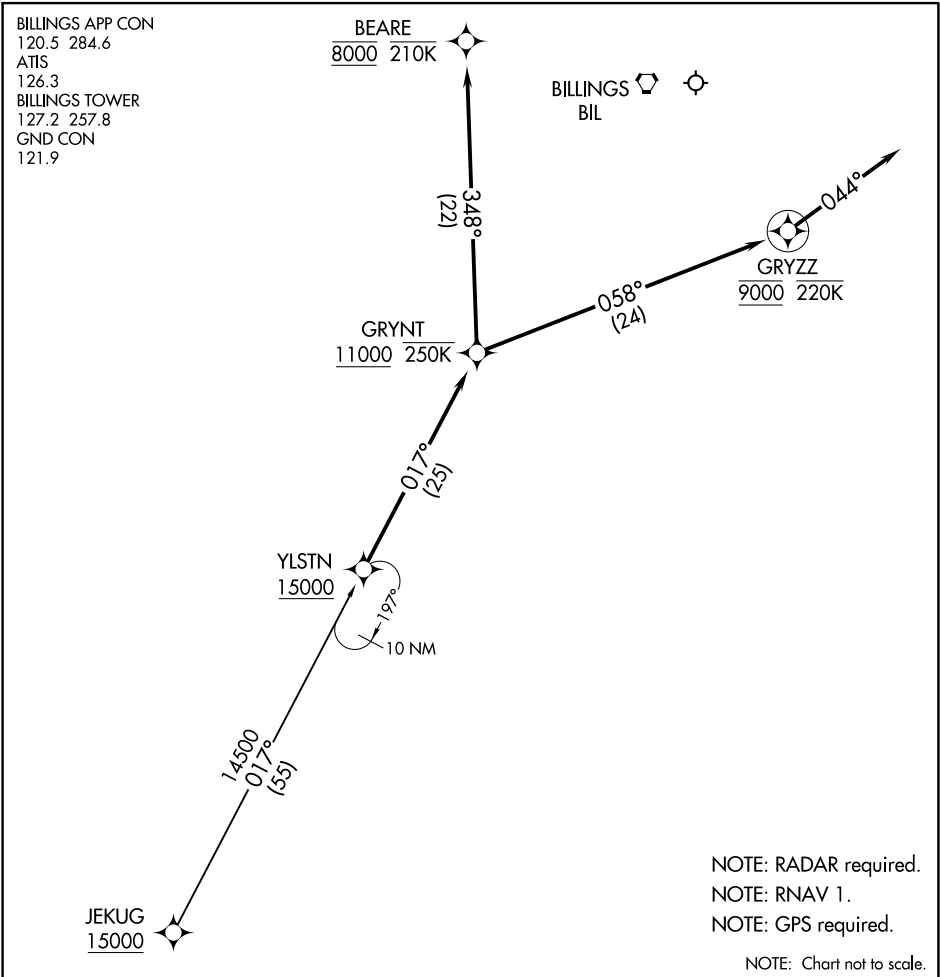 BILLINGS APP CON
120.5 284.6
ATIS
126.3
BILLINGS TOWER
127.2 257.8
GND CON
121.9
BEARE
8000 210K
BILLINGS
BIL
044°
348°
(22)
GRYZZ
9000 220K
058°
(24)
GRYNT
11000 250K
017°
(25)
YLSTN
15000
197°
10 NM
14500
017°
(55)
JEKUG
15000
NOTE: RADAR required.
NOTE: RNAV 1.
NOTE: GPS required.
NOTE: Chart not to scale.